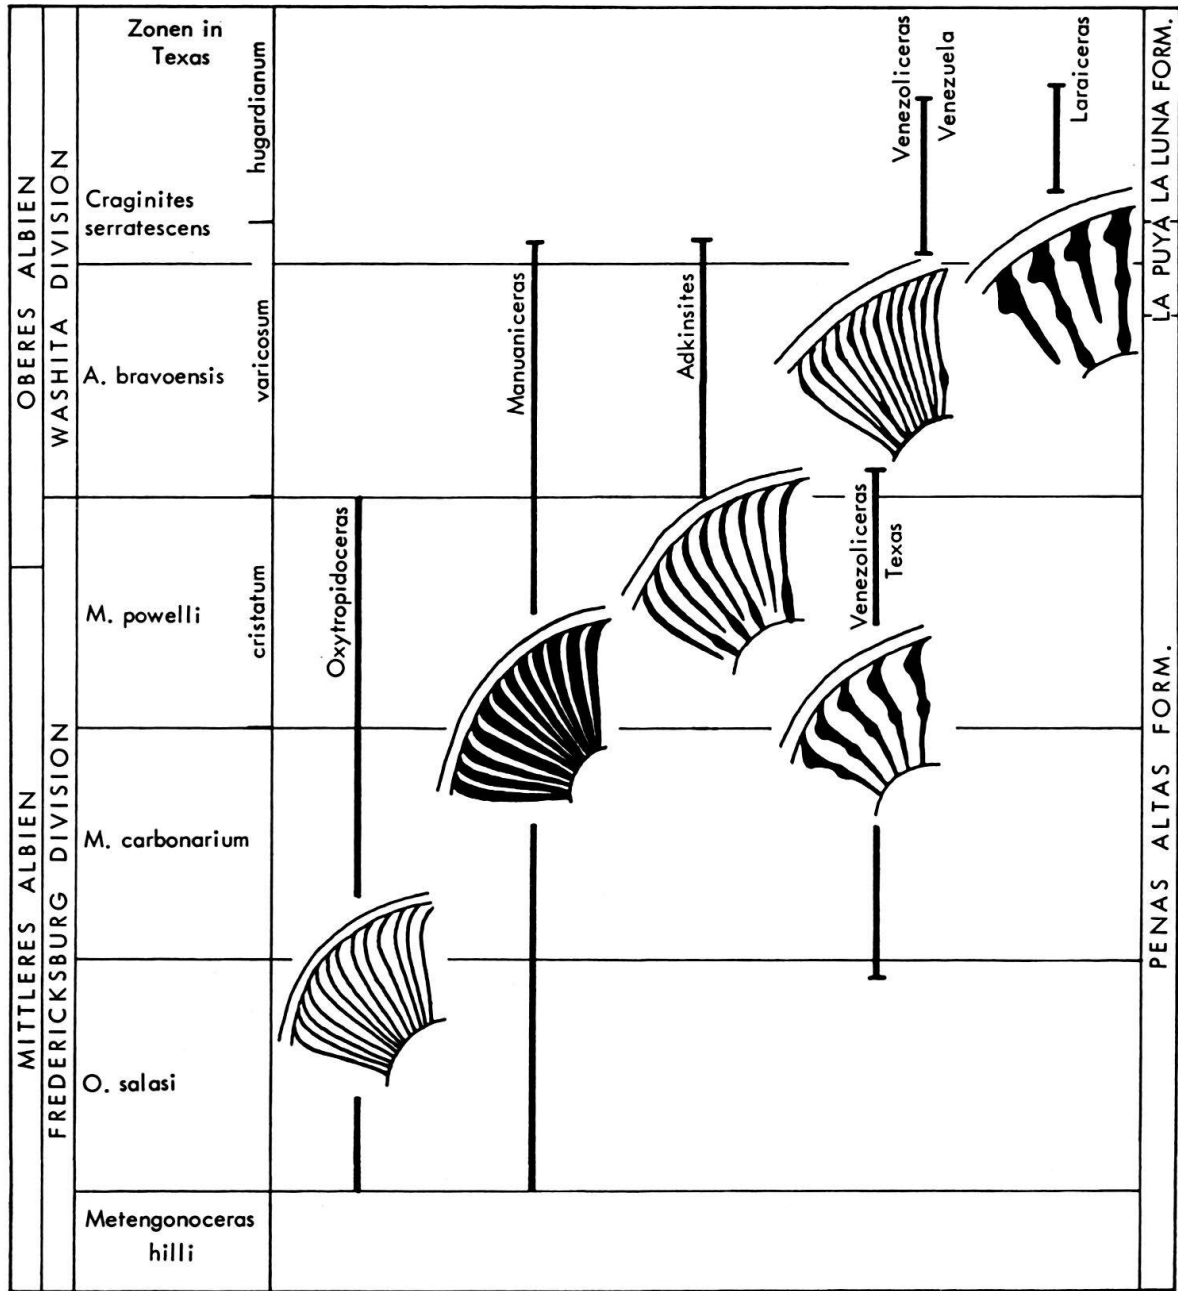 OBERES ALBIEN
MITTLERES ALBIEN
WASHITA DIVISION
FREDERICKSBURG DIVISION
Zonen in
Texas
Craginites
serratescens
A. bravoensis
M. powelli
M. carbonarium
O. salasi
Metengonoceras
hilli
hugardianum
varicosum
cristatum
Oxytropidoceras
Manuaniceras
Adkinsites
Venezoliceras
Venezuela
Venezoliceras
Texas
Laraiceras
LA PUYA LA LUNA FORM.
PENAS ALTAS FORM.